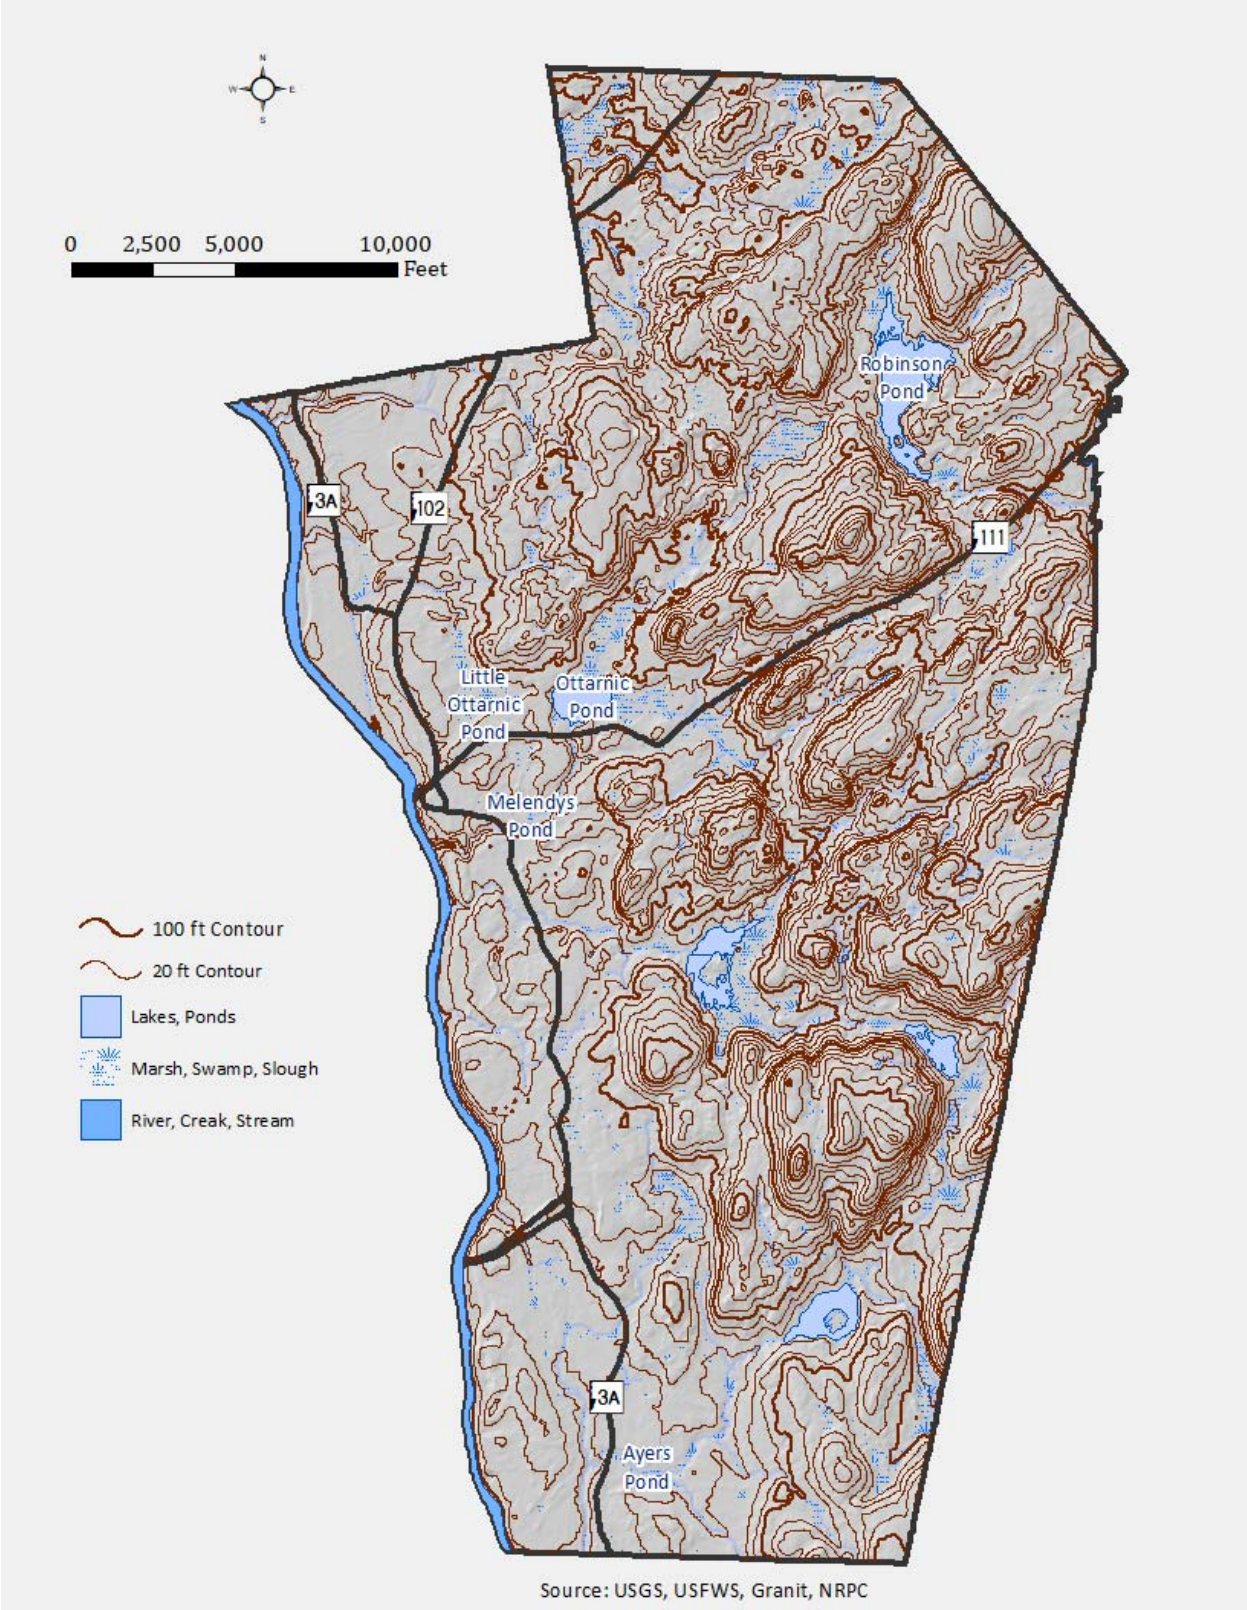 N
W E
S
0 2,500 5,000 10,000
Feet
Robinson
Pond
3A
102
111
Little
Ottarnic
Pond
Ottarnic
Pond
Melendys
Pond
100 ft Contour
20 ft Contour
Lakes, Ponds
Marsh, Swamp, Slough
River, Creak, Stream
3A
Ayers
Pond
Source: USGS, USFWS, Granit, NRPC